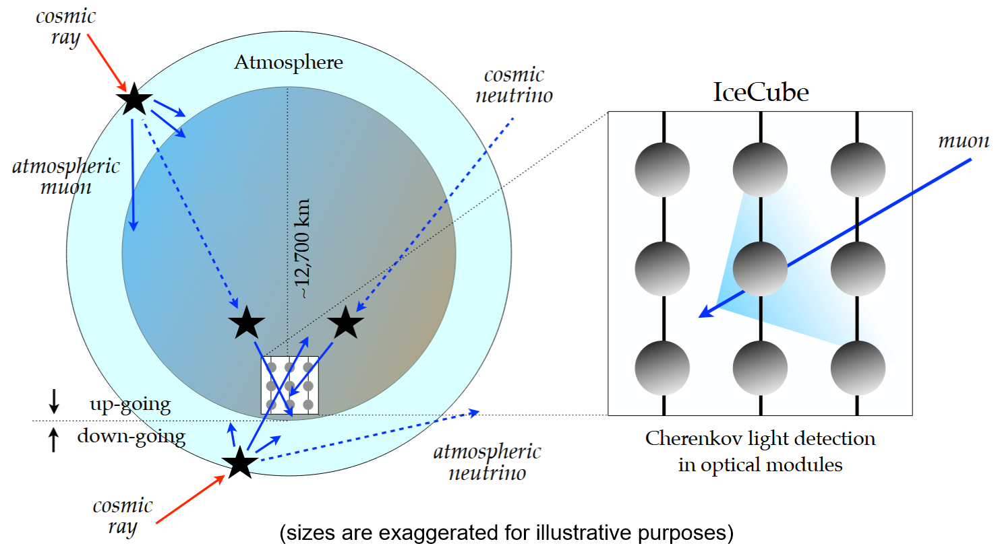 cosmic
ray
Atmosphere
cosmic
neutrino
IceCube
muon
atmospheric
muon
~12,700 km
up-going
down-going
atmospheric
neutrino
Cherenkov light detection
in optical modules
cosmic
ray
(sizes are exaggerated for illustrative purposes)